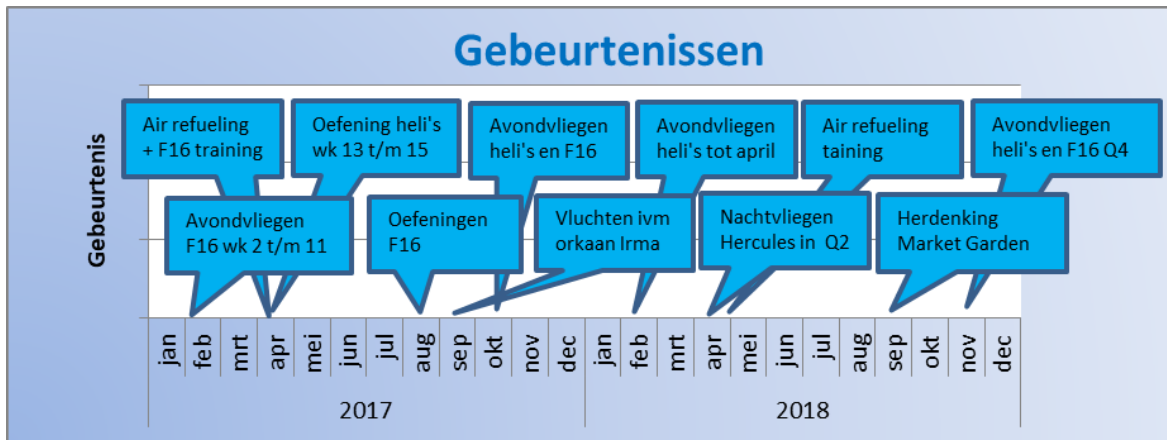 Gebeurtenissen
Gebeurtenis
Air refueling
+ F16 training
Oefening heli's
wk 13 t/m 15
Avondvliegen
heli's en F16
Avondvliegen
heli's tot april
Air refueling
taining
Avondvliegen
heli's en F16 Q4
Avondvliegen
F16 wk 2 t/m 11
Oefeningen
F16
Vluchten ivm
orkaan Irma
Nachtvliegen
Hercules in Q2
Herdenking
Market Garden
jan feb mrt apr mei jun jul aug sep okt nov dec jan feb mrt apr mei jun jul aug sep okt nov dec
2017 2018